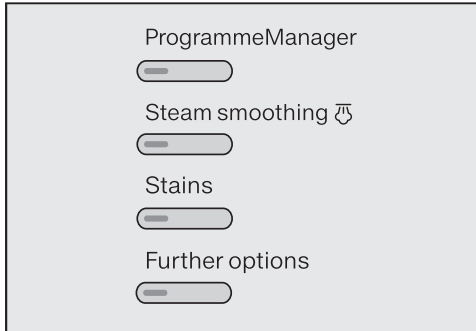 ProgrammeManager
Steam smoothing
Stains
Further options